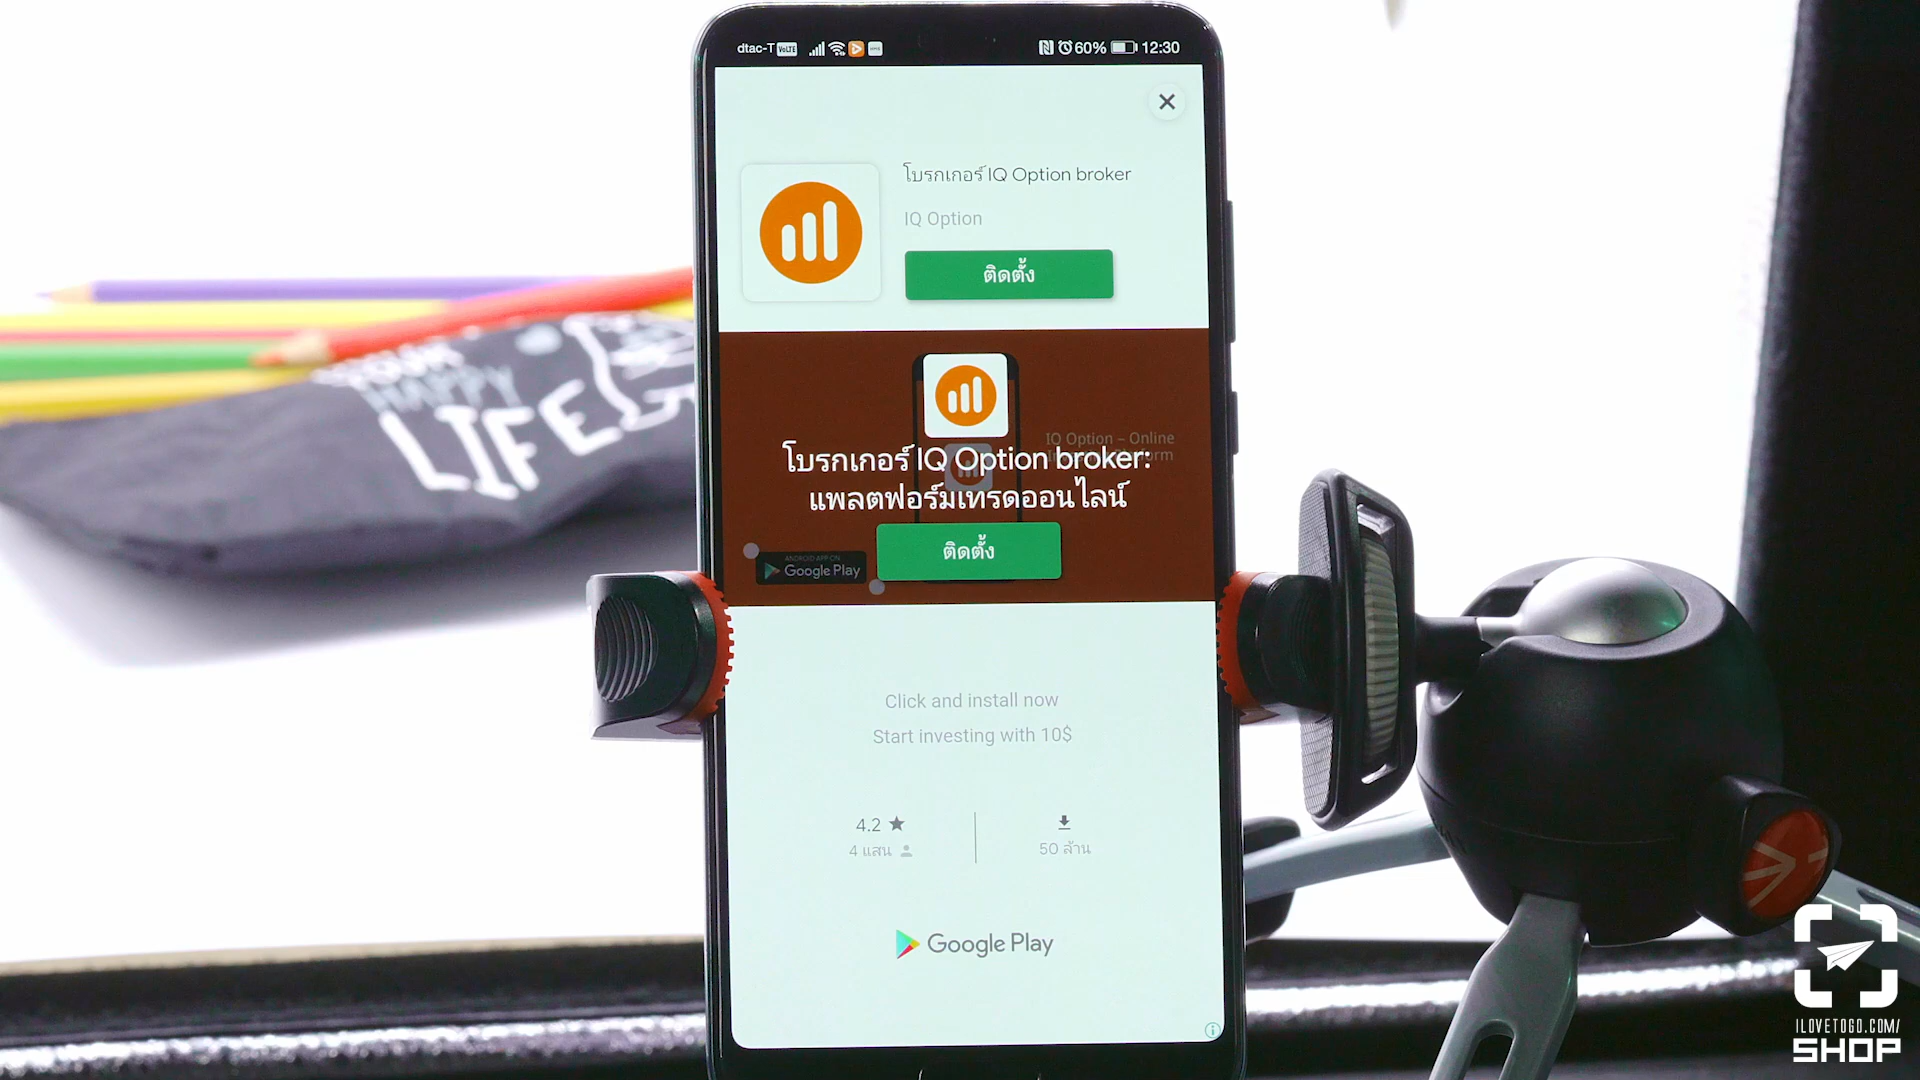 dtac-T VoLTE
60% 12:30
โบรกเกอร์ IQ Option broker
IQ Option
ติดตั้ง
IQ Option – Online
โบรกเกอร์ IQ Option broker:
แพลตฟอร์มเทรดออนไลน์
ติดตั้ง
ANDROID APP ON
Google Play
Click and install now
Start investing with 10$
4.2
4 แสน
50 ล้าน
Google Play
YOUR
HAPPY
LIFE
ILOVETOGO.COM/
SHOP